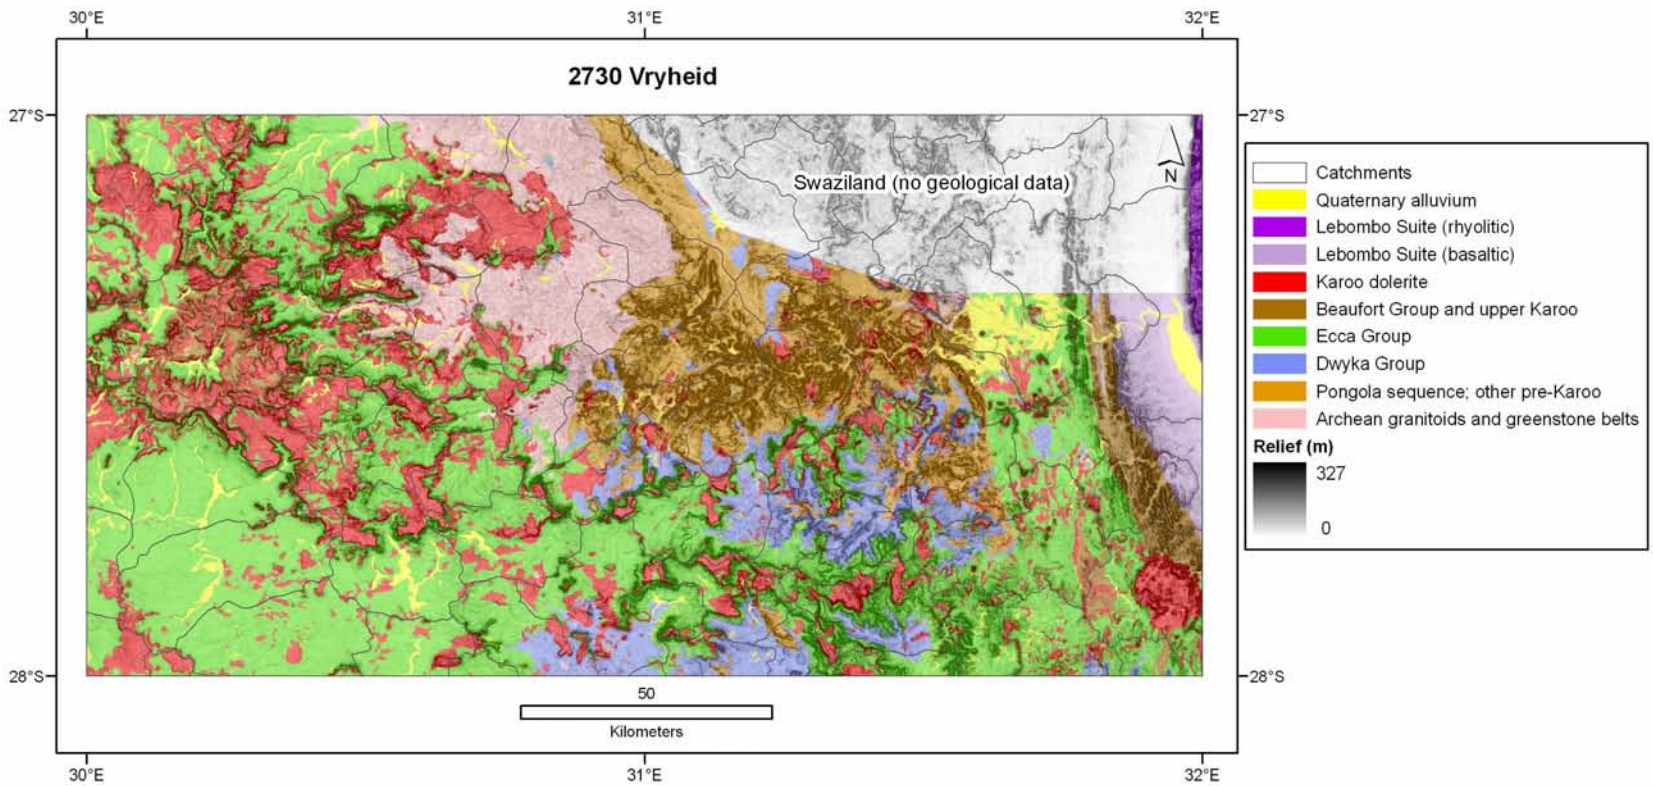 30°E 31°E 32°E
2730 Vryheid
27°S 27°S
Swaziland (no geological data)
N
Catchments
Quaternary alluvium
Lebombo Suite (rhyolitic)
Lebombo Suite (basaltic)
Karoo dolerite
Beaufort Group and upper Karoo
Ecca Group
Dwyka Group
Pongola sequence; other pre-Karoo
Archean granitoids and greenstone belts
Relief (m)
327
0
28°S 28°S
50
Kilometers
30°E 31°E 32°E